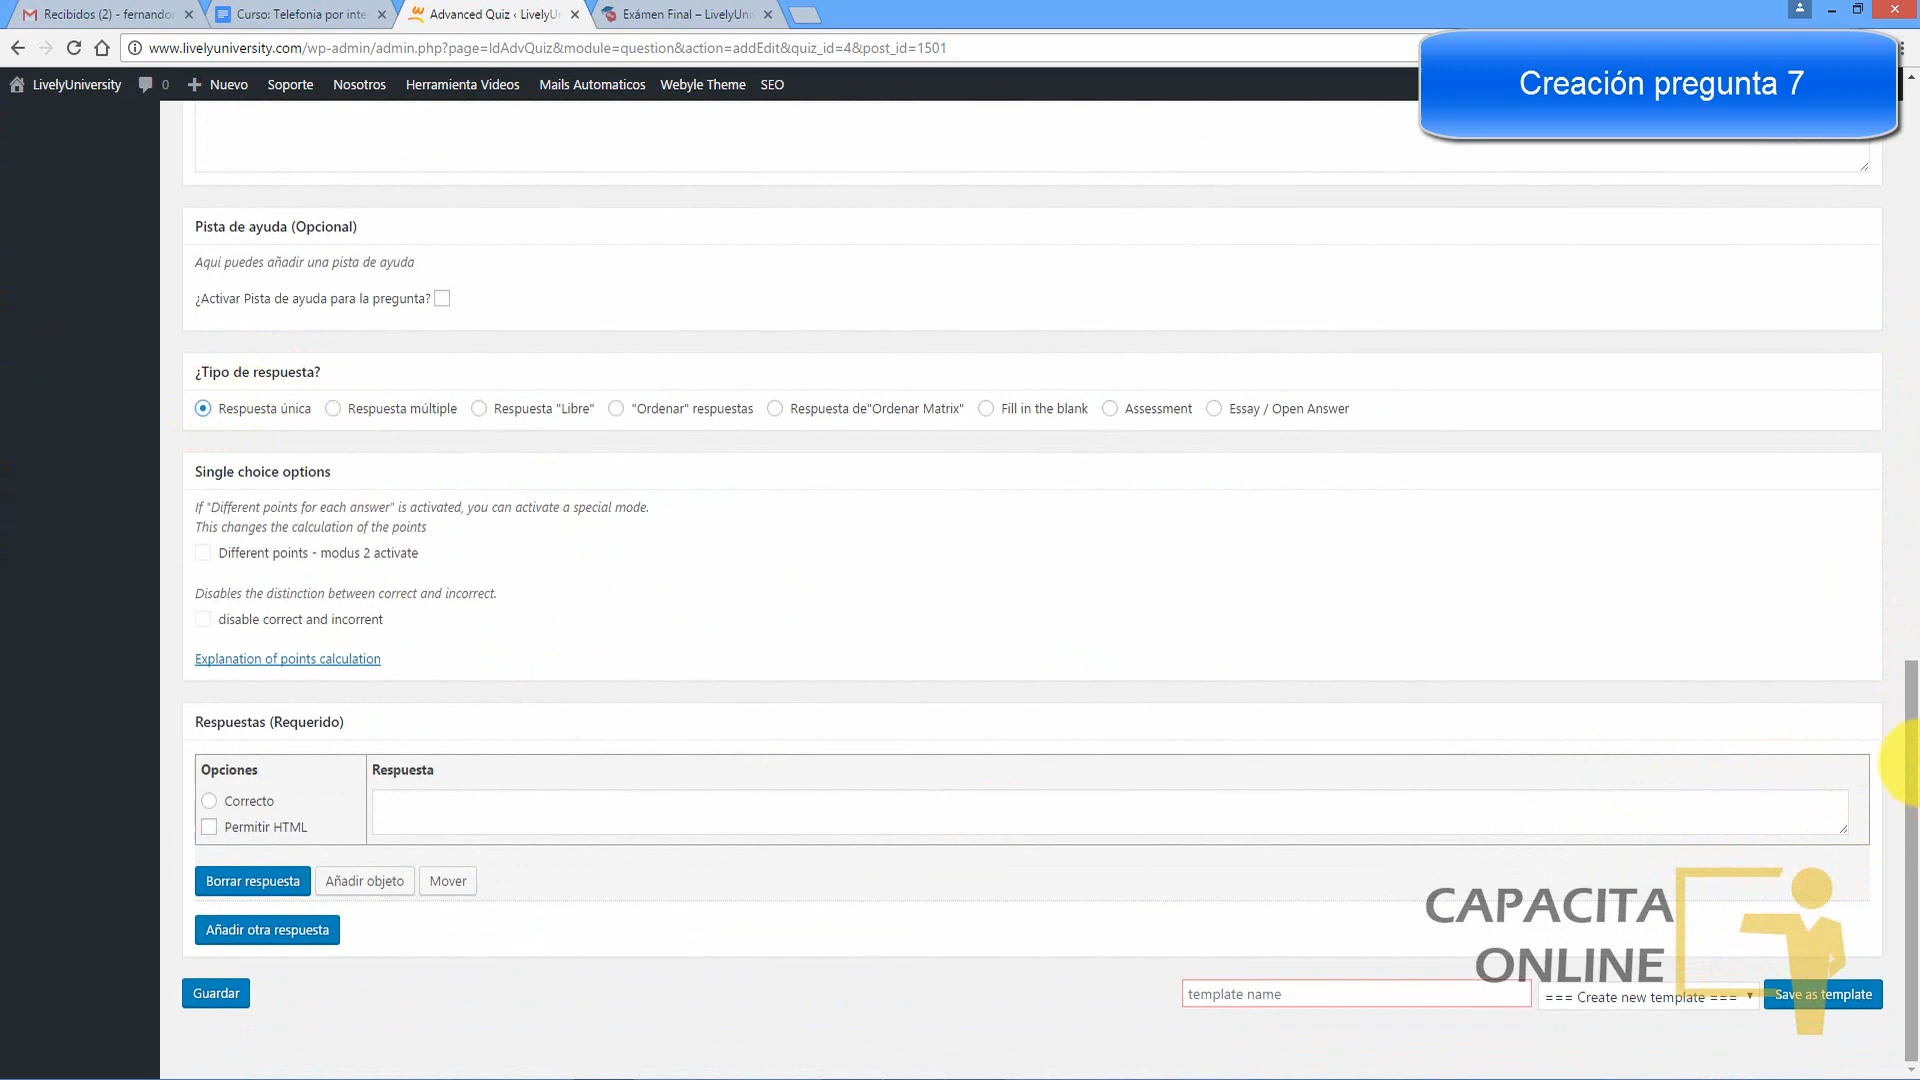 Recibidos (2) - fernando
Curso: Telefonia por inte
Advanced Quiz ‹ LivelyU
Exámen Final – LivelyUni
www.livelyuniversity.com/wp-admin/admin.php?page=ldAdvQuiz&module=question&action=addEdit&quiz_id=4&post_id=1501
Creación pregunta 7
LivelyUniversity
0
Nuevo
Soporte
Nosotros
Herramienta Videos
Mails Automaticos
Webyle Theme
SEO
Pista de ayuda (Opcional)
Aquí puedes añadir una pista de ayuda
¿Activar Pista de ayuda para la pregunta?
¿Tipo de respuesta?
Respuesta única
Respuesta múltiple
Respuesta "Libre"
"Ordenar" respuestas
Respuesta de"Ordenar Matrix"
Fill in the blank
Assessment
Essay / Open Answer
Single choice options
If "Different points for each answer" is activated, you can activate a special mode.
This changes the calculation of the points
Different points - modus 2 activate
Disables the distinction between correct and incorrect.
disable correct and incorrent
Explanation of points calculation
Respuestas (Requerido)
Opciones
Respuesta
Correcto
Permitir HTML
Borrar respuesta
Añadir objeto
Mover
Añadir otra respuesta
CAPACITA
ONLINE
Guardar
template name
=== Create new template ===
Save as template